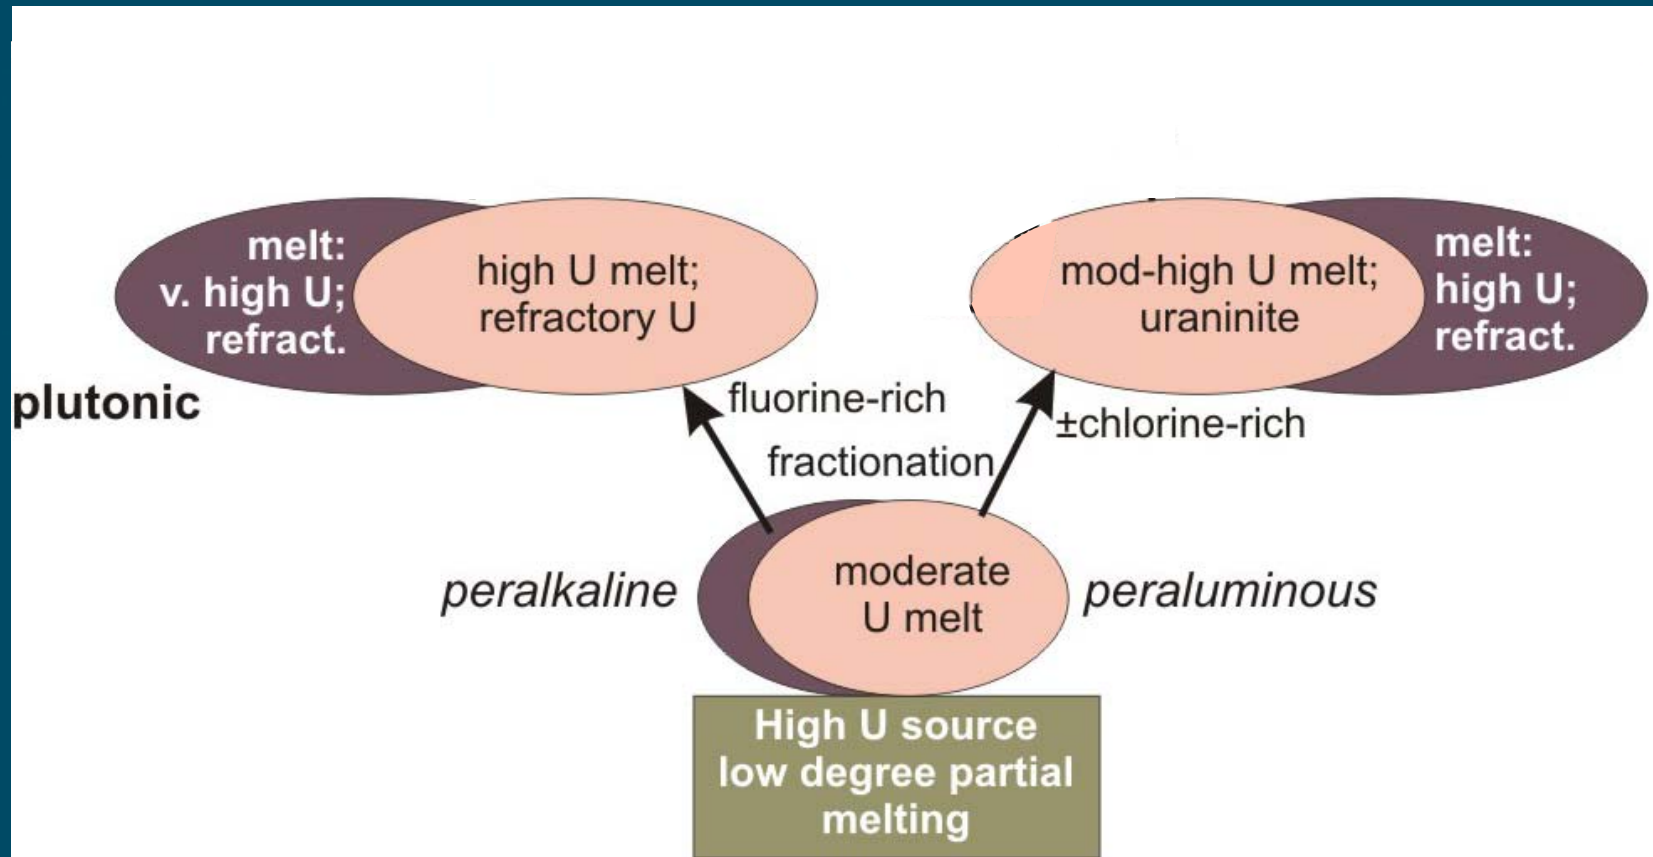 melt:
v. high U;
refract.
high U melt;
refractory U
mod-high U melt;
uraninite
melt:
high U;
refract.
plutonic
fluorine-rich
±chlorine-rich
fractionation
peralkaline
moderate
U melt
peraluminous
High U source
low degree partial
melting